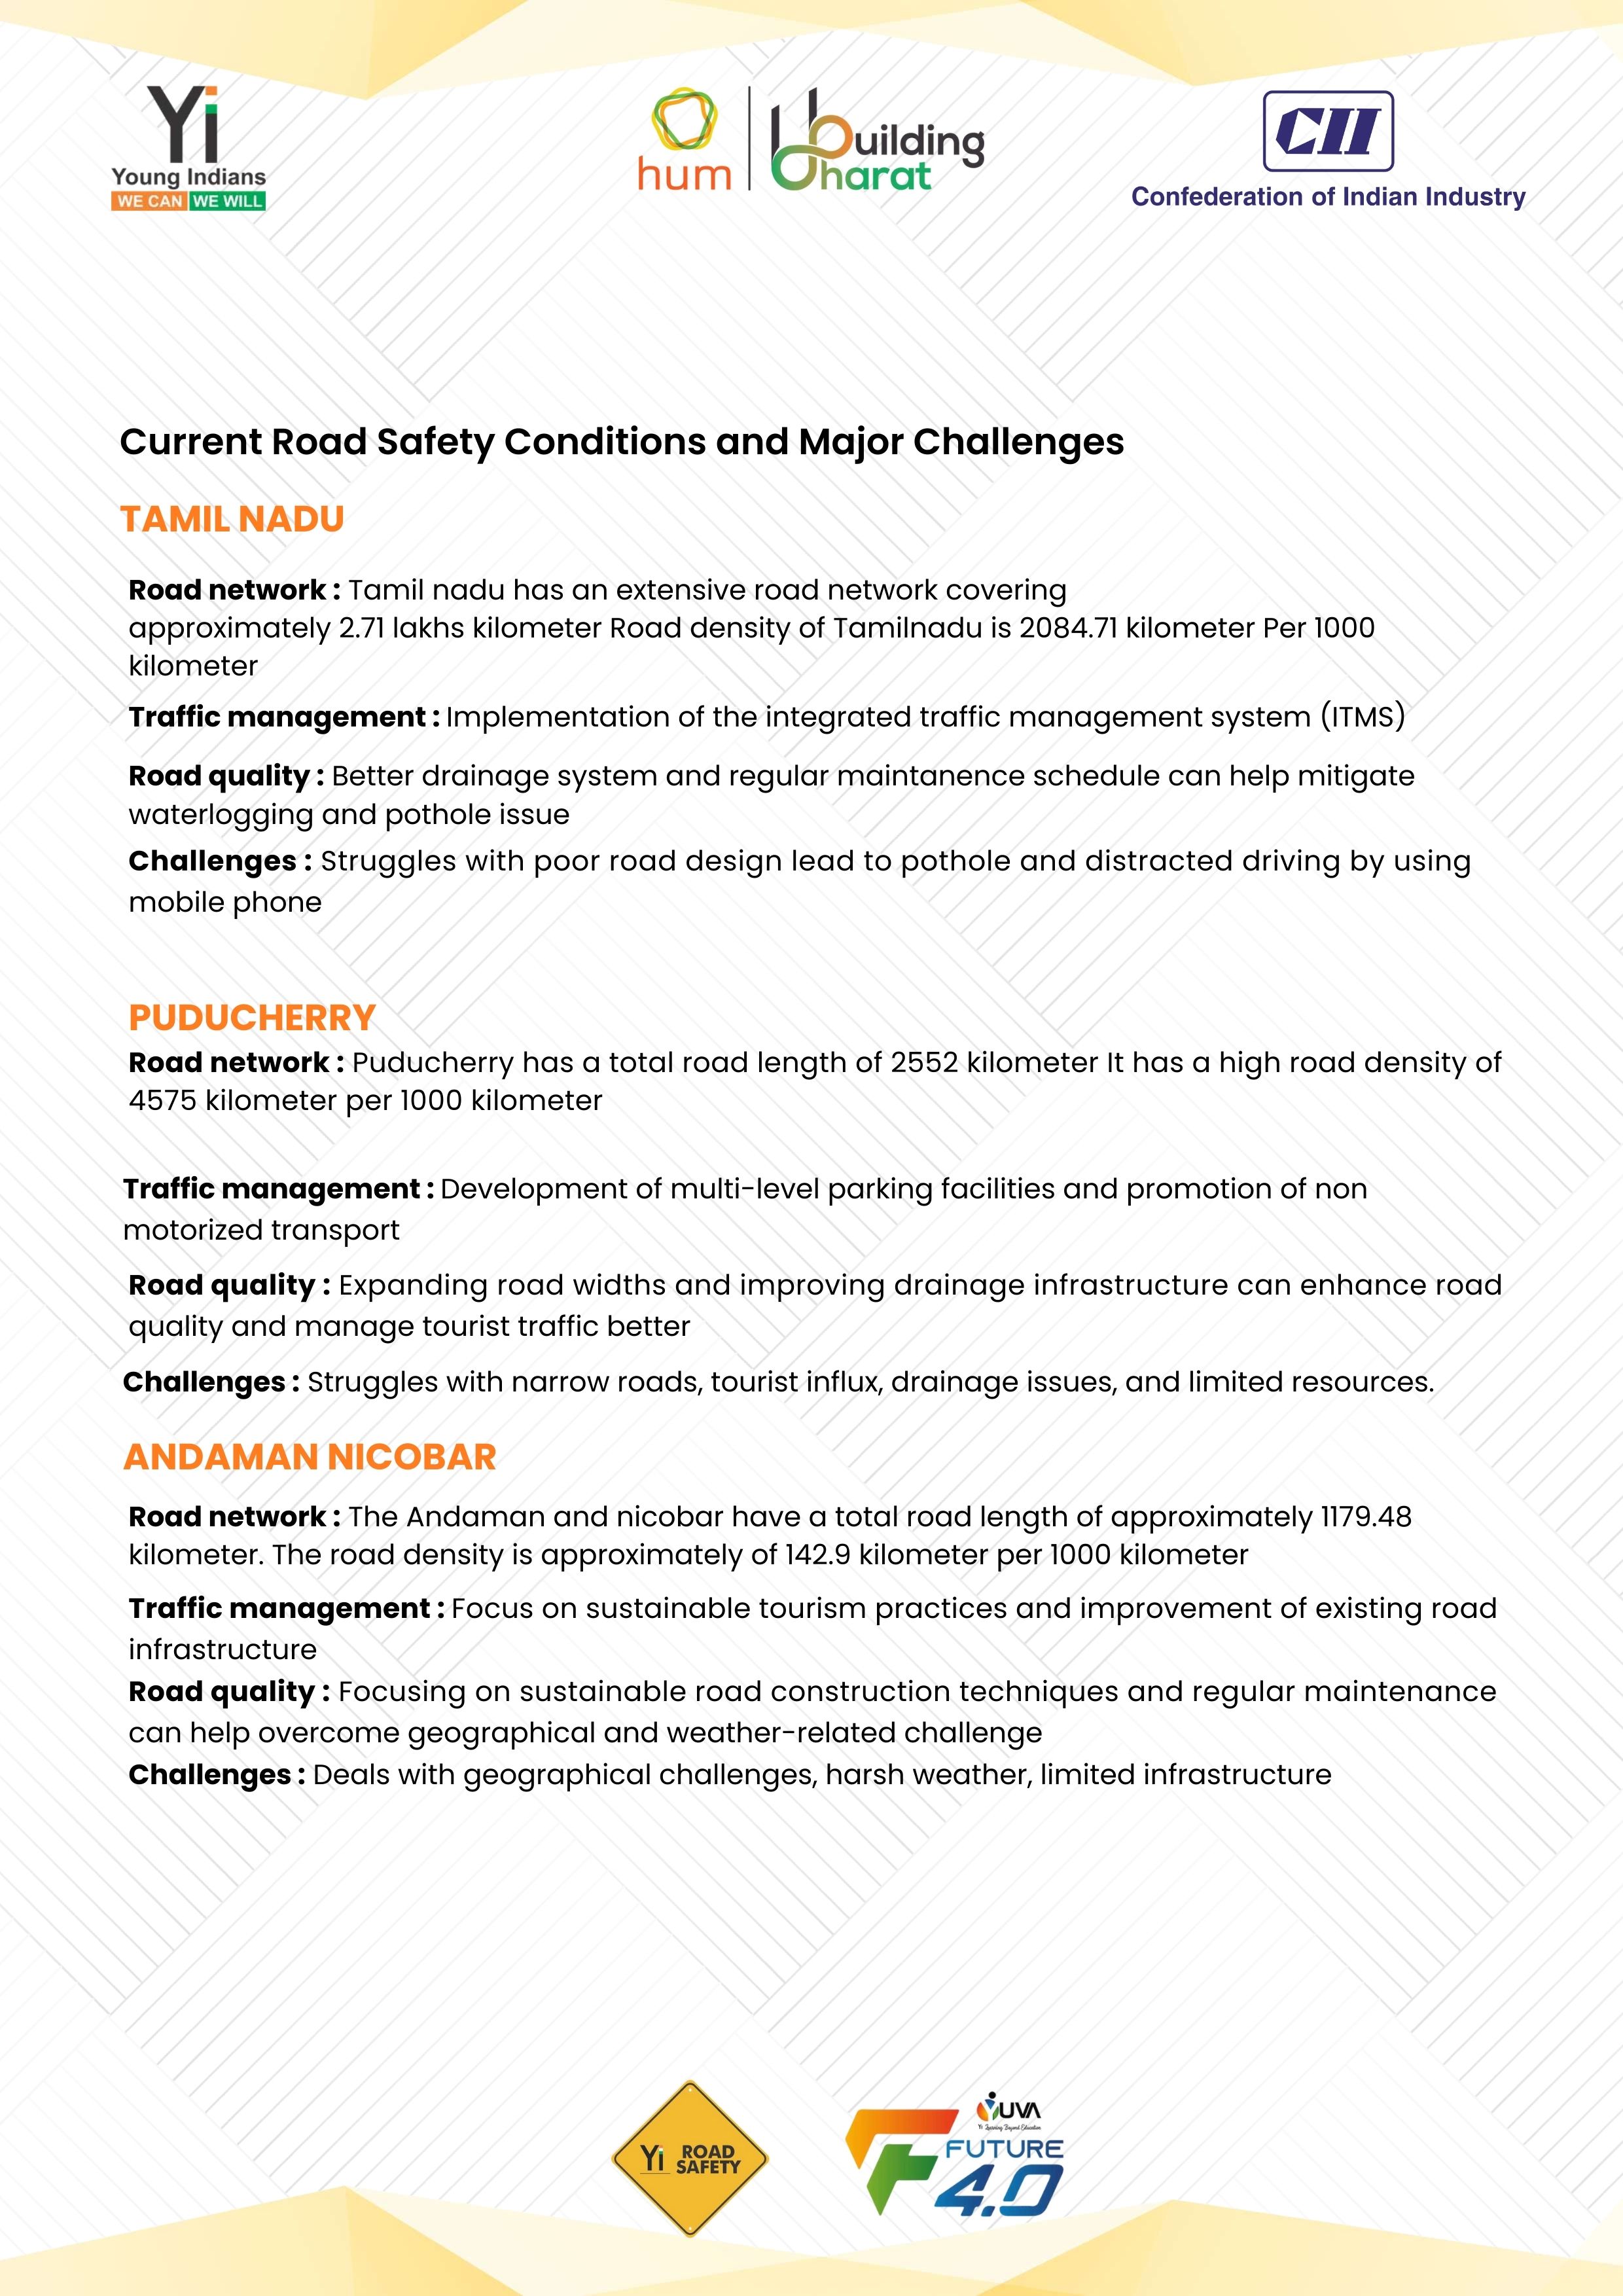 Yi
Young Indians
WE CAN WE WILL
hum
Building
Bharat
CII
Confederation of Indian Industry
Current Road Safety Conditions and Major Challenges
TAMIL NADU
Road network : Tamil nadu has an extensive road network covering
approximately 2.71 lakhs kilometer Road density of Tamilnadu is 2084.71 kilometer Per 1000
kilometer
Traffic management : Implementation of the integrated traffic management system (ITMS)
Road quality : Better drainage system and regular maintanence schedule can help mitigate
waterlogging and pothole issue
Challenges : Struggles with poor road design lead to pothole and distracted driving by using
mobile phone
PUDUCHERRY
Road network : Puducherry has a total road length of 2552 kilometer It has a high road density of
4575 kilometer per 1000 kilometer
Traffic management : Development of multi-level parking facilities and promotion of non
motorized transport
Road quality : Expanding road widths and improving drainage infrastructure can enhance road
quality and manage tourist traffic better
Challenges : Struggles with narrow roads, tourist influx, drainage issues, and limited resources.
ANDAMAN NICOBAR
Road network : The Andaman and nicobar have a total road length of approximately 1179.48
kilometer. The road density is approximately of 142.9 kilometer per 1000 kilometer
Traffic management : Focus on sustainable tourism practices and improvement of existing road
infrastructure
Road quality : Focusing on sustainable road construction techniques and regular maintenance
can help overcome geographical and weather-related challenge
Challenges : Deals with geographical challenges, harsh weather, limited infrastructure
Yi ROAD
SAFETY
YUVA
Yi Learning Beyond Education
FUTURE
4.0